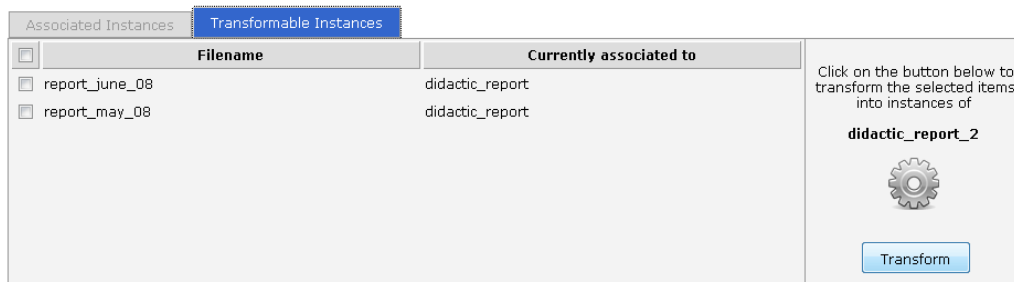 Associated Instances
Transformable Instances
Filename
Currently associated to
report_june_08
didactic_report
report_may_08
didactic_report
Click on the button below to
transform the selected items
into instances of
didactic_report_2
Transform